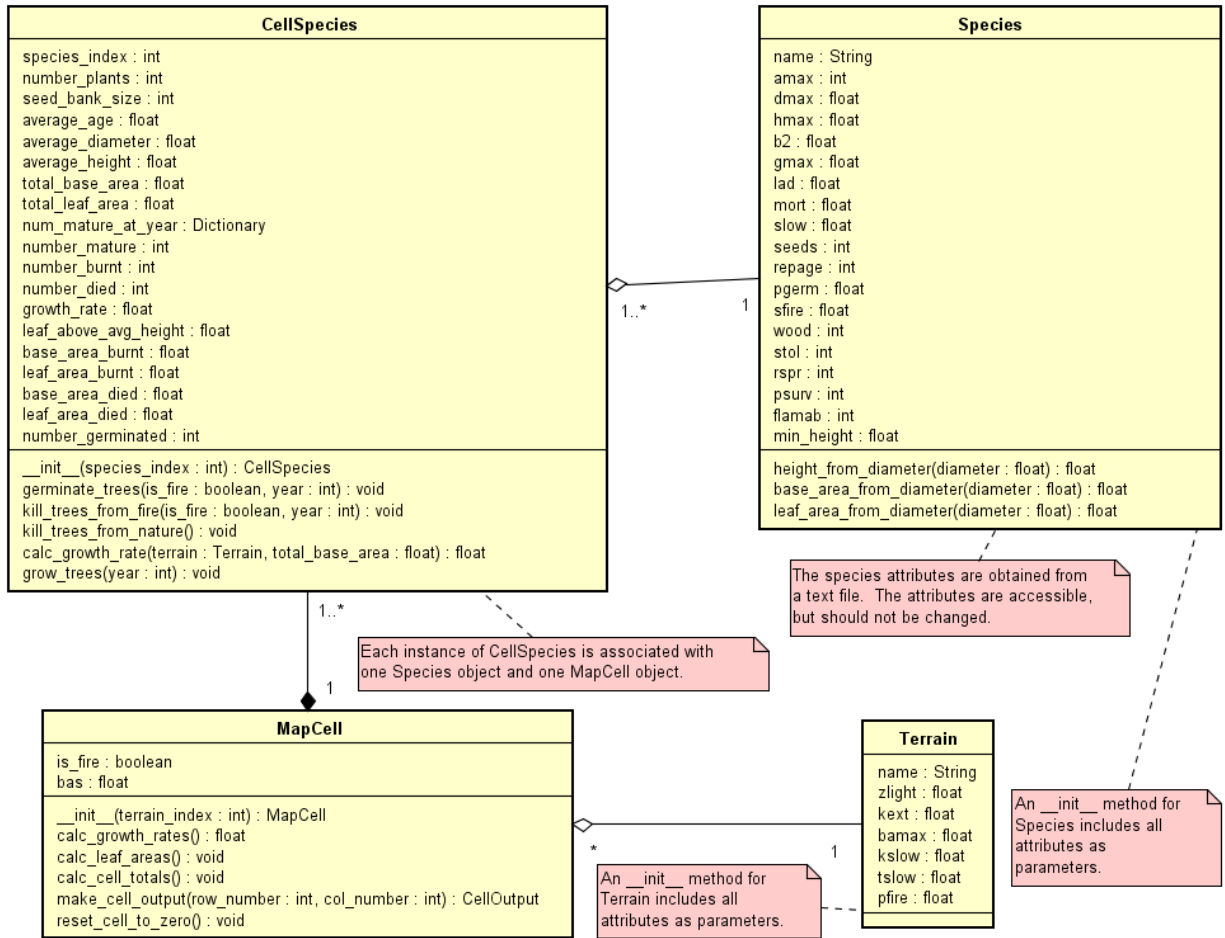 CellSpecies
species_index : int
number_plants : int
seed_bank_size : int
average_age : float
average_diameter : float
average_height : float
total_base_area : float
total_leaf_area : float
num_mature_at_year : Dictionary
number_mature : int
number_burnt : int
number_died : int
growth_rate : float
leaf_above_avg_height : float
base_area_burnt : float
leaf_area_burnt : float
base_area_died : float
leaf_area_died : float
number_germinated : int
__init__(species_index : int) : CellSpecies
germinate_trees(is_fire : boolean, year : int) : void
kill_trees_from_fire(is_fire : boolean, year : int) : void
kill_trees_from_nature() : void
calc_growth_rate(terrain : Terrain, total_base_area : float) : float
grow_trees(year : int) : void
1..*
1
Species
name : String
amax : int
dmax : float
hmax : float
b2 : float
gmax : float
lad : float
mort : float
slow : float
seeds : int
repage : int
pgerm : float
sfire : float
wood : int
stol : int
rspr : int
psurv : int
flamab : int
min_height : float
height_from_diameter(diameter : float) : float
base_area_from_diameter(diameter : float) : float
leaf_area_from_diameter(diameter : float) : float
The species attributes are obtained from
a text file. The attributes are accessible,
but should not be changed.
1..*
Each instance of CellSpecies is associated with
one Species object and one MapCell object.
1
MapCell
is_fire : boolean
bas : float
__init__(terrain_index : int) : MapCell
calc_growth_rates() : float
calc_leaf_areas() : void
calc_cell_totals() : void
make_cell_output(row_number : int, col_number : int) : CellOutput
reset_cell_to_zero() : void
*
1
Terrain
name : String
zlight : float
kext : float
bamax : float
kslow : float
tslow : float
pfire : float
An __init__ method for
Terrain includes all
attributes as parameters.
An __init__ method for
Species includes all
attributes as
parameters.